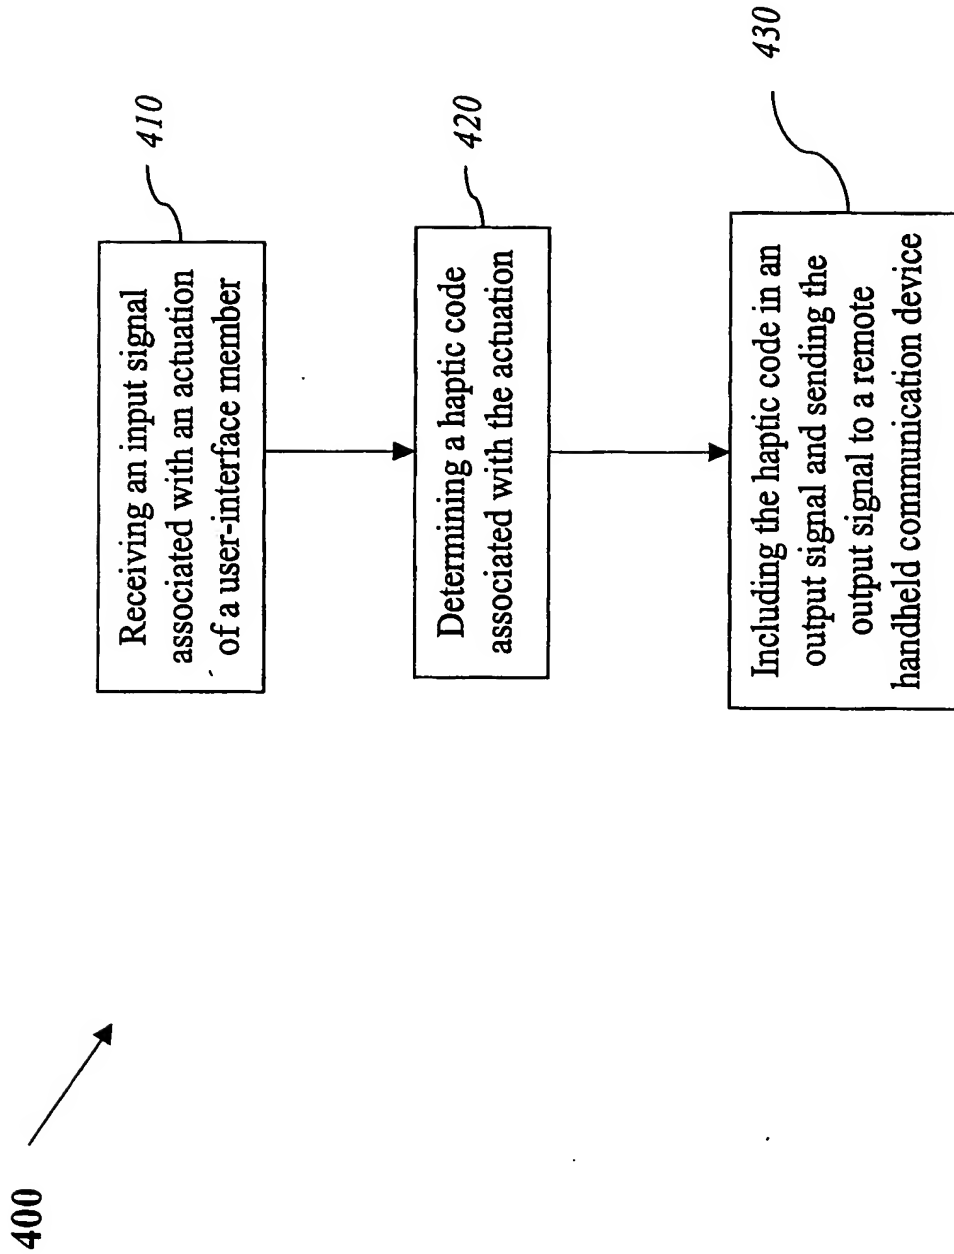 400
Receiving an input signal
associated with an actuation
of a user-interface member
410
Determining a haptic code
associated with the actuation
420
Including the haptic code in an
output signal and sending the
output signal to a remote
handheld communication device
430